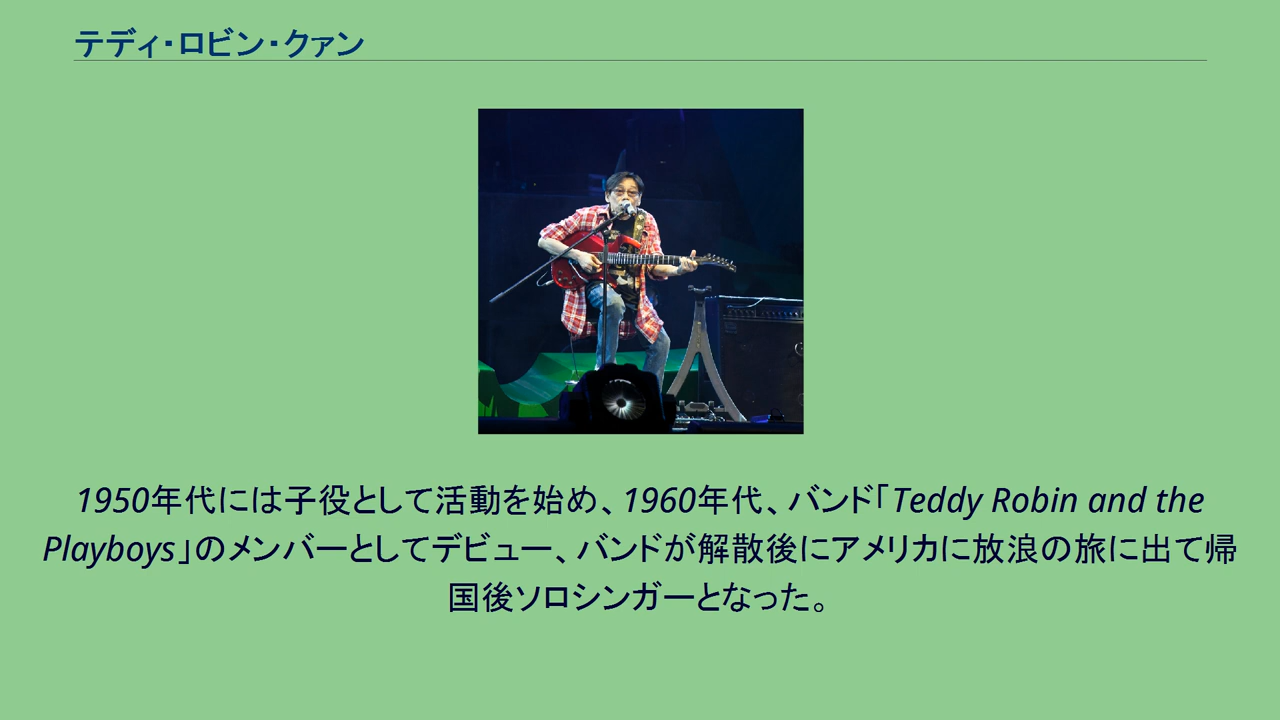 テディ・ロビン・クァン
1950年代には子役として活動を始め、1960年代、バンド「Teddy Robin and the
Playboys」のメンバーとしてデビュー、バンドが解散後にアメリカに放浪の旅に出て帰
国後ソロシンガーとなった。